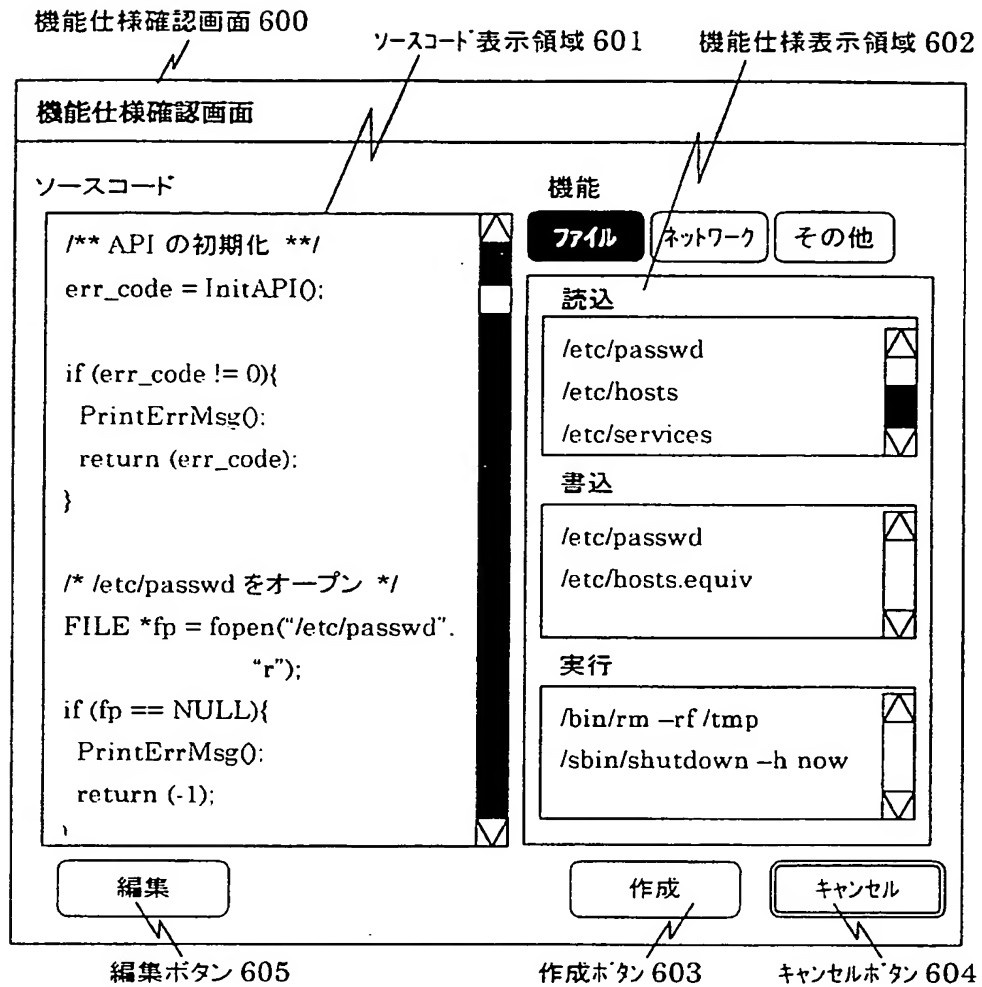 機能仕様確認画面 600
ソースコード表示領域 601
機能仕様表示領域 602
機能仕様確認画面
ソースコード
/** API の初期化 **/
err_code = InitAPI();
if (err_code != 0){
PrintErrMsg();
return (err_code);
}
/* /etc/passwd をオープン */
FILE *fp = fopen("/etc/passwd",
"r");
if (fp == NULL){
PrintErrMsg();
return (-1);
}
機能
ファイル
ネットワーク
その他
読込
/etc/passwd
/etc/hosts
/etc/services
書込
/etc/passwd
/etc/hosts.equiv
実行
/bin/rm –rf /tmp
/sbin/shutdown –h now
編集
作成
キャンセル
編集ボタン 605
作成ボタン 603
キャンセルボタン 604